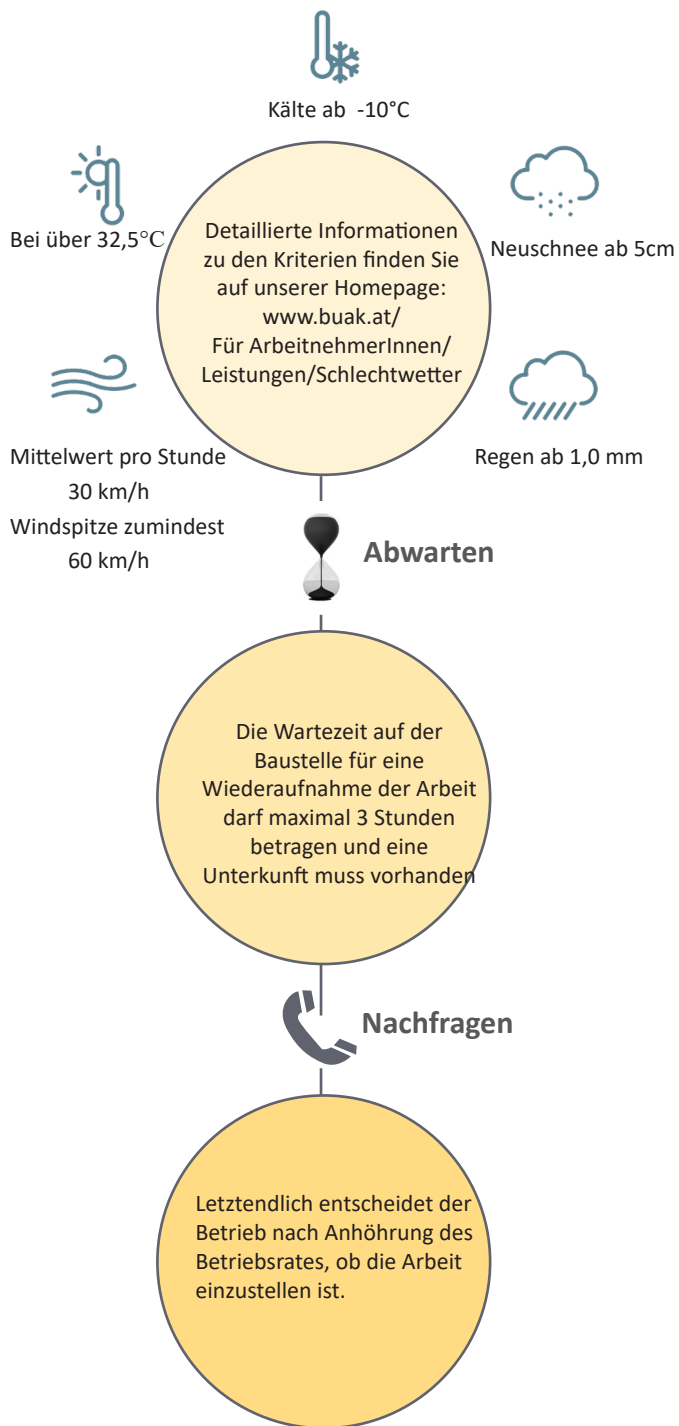 Kälte ab -10°C
Bei über 32,5°C
Neuschnee ab 5cm
Detaillierte Informationen
zu den Kriterien finden Sie
auf unserer Homepage:
www.buak.at/
Für ArbeitnehmerInnen/
Leistungen/Schlechtwetter
Mittelwert pro Stunde
30 km/h
Windspitze zumindest
60 km/h
Regen ab 1,0 mm
Abwarten
Die Wartezeit auf der
Baustelle für eine
Wiederaufnahme der Arbeit
darf maximal 3 Stunden
betragen und eine
Unterkunft muss vorhanden
Nachfragen
Letztendlich entscheidet der
Betrieb nach Anhöhrung des
Betriebsrates, ob die Arbeit
einzustellen ist.